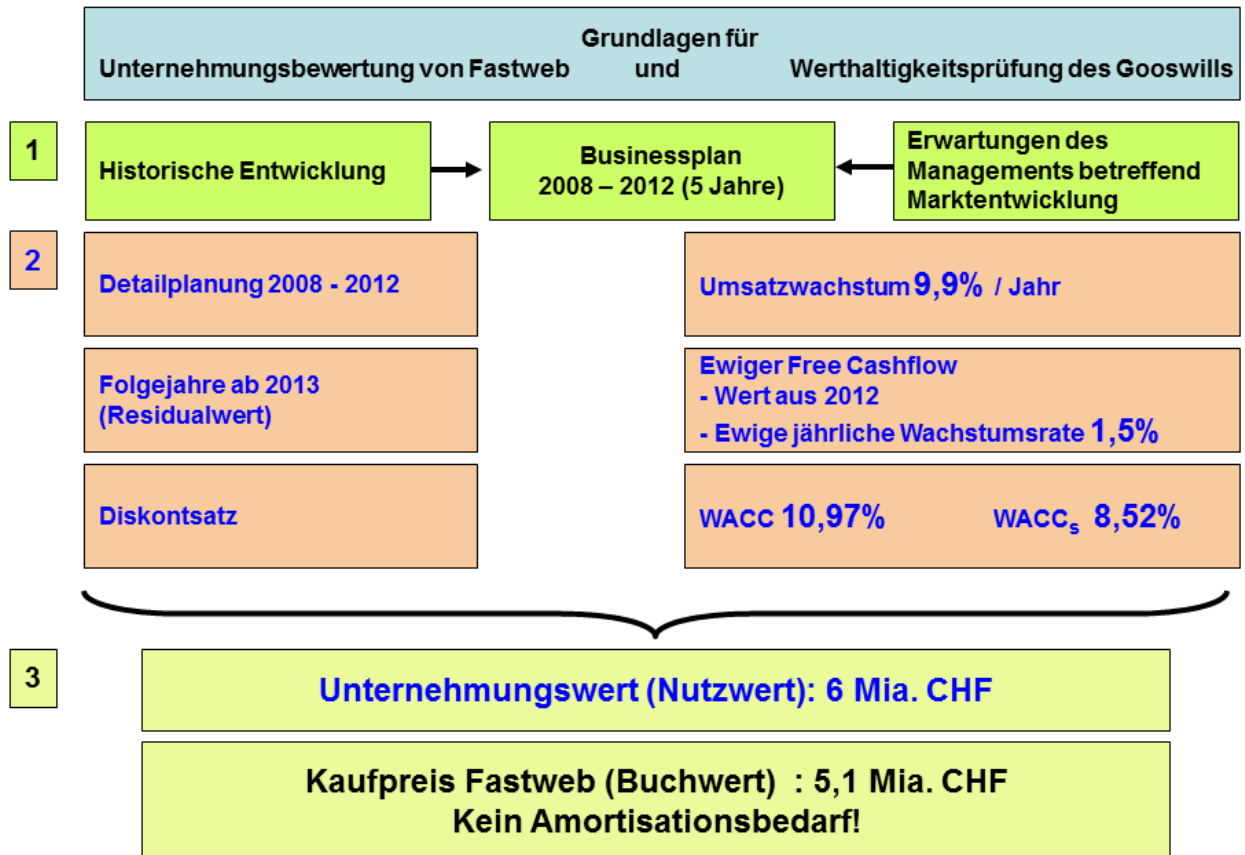 Grundlagen für
Unternehmungsbewertung von Fastweb und Werthaltigkeitsprüfung des Gooswills
1
Historische Entwicklung
Businessplan
2008 – 2012 (5 Jahre)
Erwartungen des
Managements betreffend
Marktentwicklung
2
Detailplanung 2008 - 2012
Umsatzwachstum 9,9% / Jahr
Folgejahre ab 2013
(Residualwert)
Ewiger Free Cashflow
- Wert aus 2012
- Ewige jährliche Wachstumsrate 1,5%
Diskontsatz
WACC 10,97% WACCs 8,52%
3
Unternehmungswert (Nutzwert): 6 Mia. CHF
Kaufpreis Fastweb (Buchwert) : 5,1 Mia. CHF
Kein Amortisationsbedarf!